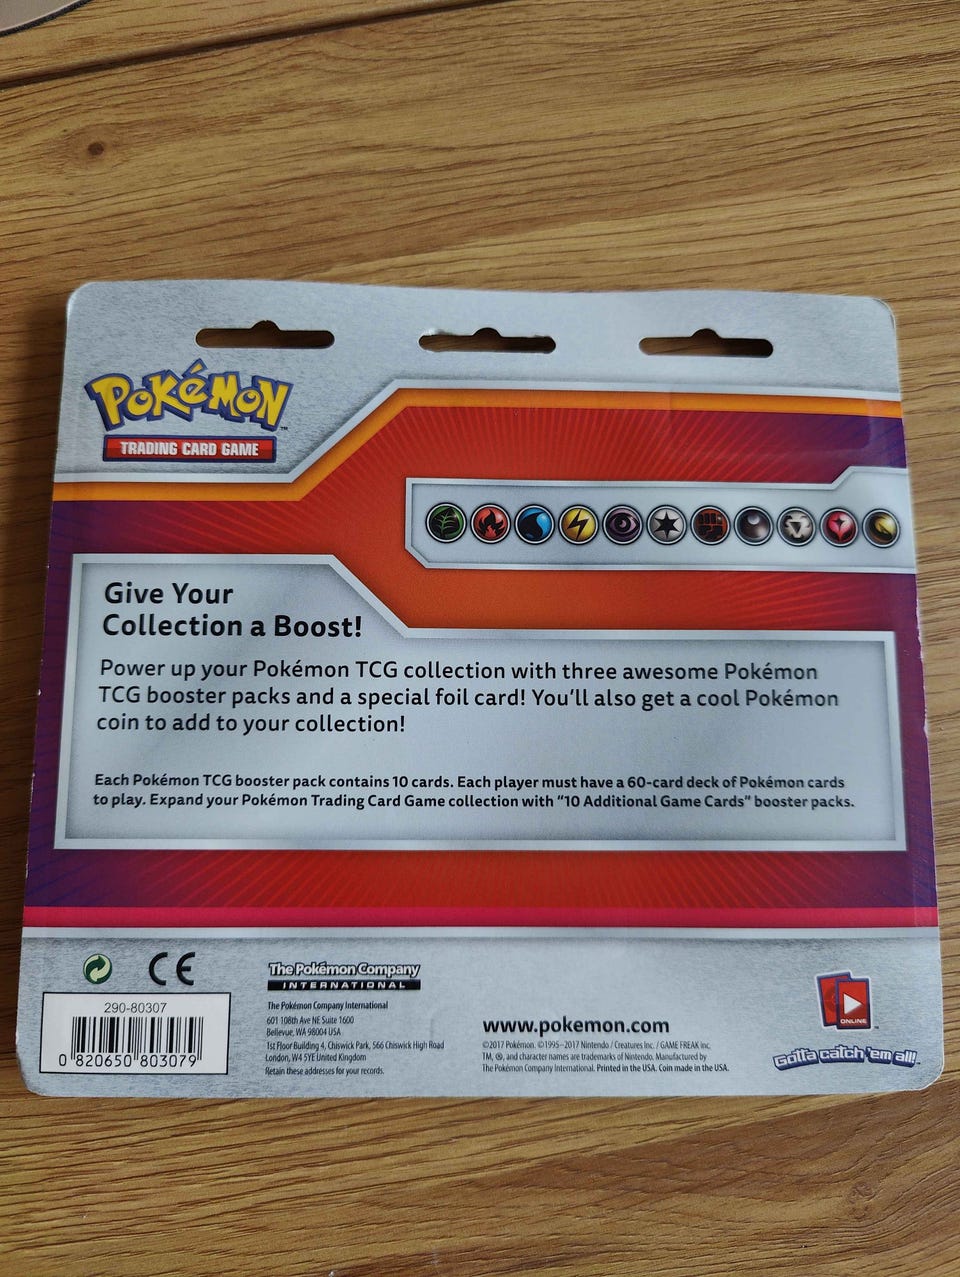 POKéMON
TRADING CARD GAME
Give Your
Collection a Boost!
Power up your Pokémon TCG collection with three awesome Pokémon
TCG booster packs and a special foil card! You'll also get a cool Pokémon
coin to add to your collection!
Each Pokémon TCG booster pack contains 10 cards. Each player must have a 60-card deck of Pokémon cards
to play. Expand your Pokémon Trading Card Game collection with "10 Additional Game Cards" booster packs.
CE
290-80307
0 820650 803079
The Pokémon Company
INTERNATIONAL
The Pokémon Company International
601 108th Ave NE Suite 1600
Bellevue, WA 98004 USA
1st Floor Building 4, Chiswick Park, 566 Chiswick High Road
London, W4 5YE United Kingdom
Retain these addresses for your records.
www.pokemon.com
©2017 Pokémon. ©1995–2017 Nintendo / Creatures Inc. / GAME FREAK inc.
TM, ®, and character names are trademarks of Nintendo. Manufactured by
The Pokémon Company International. Printed in the USA. Coin made in the USA.
ONLINE
Gotta catch 'em all!